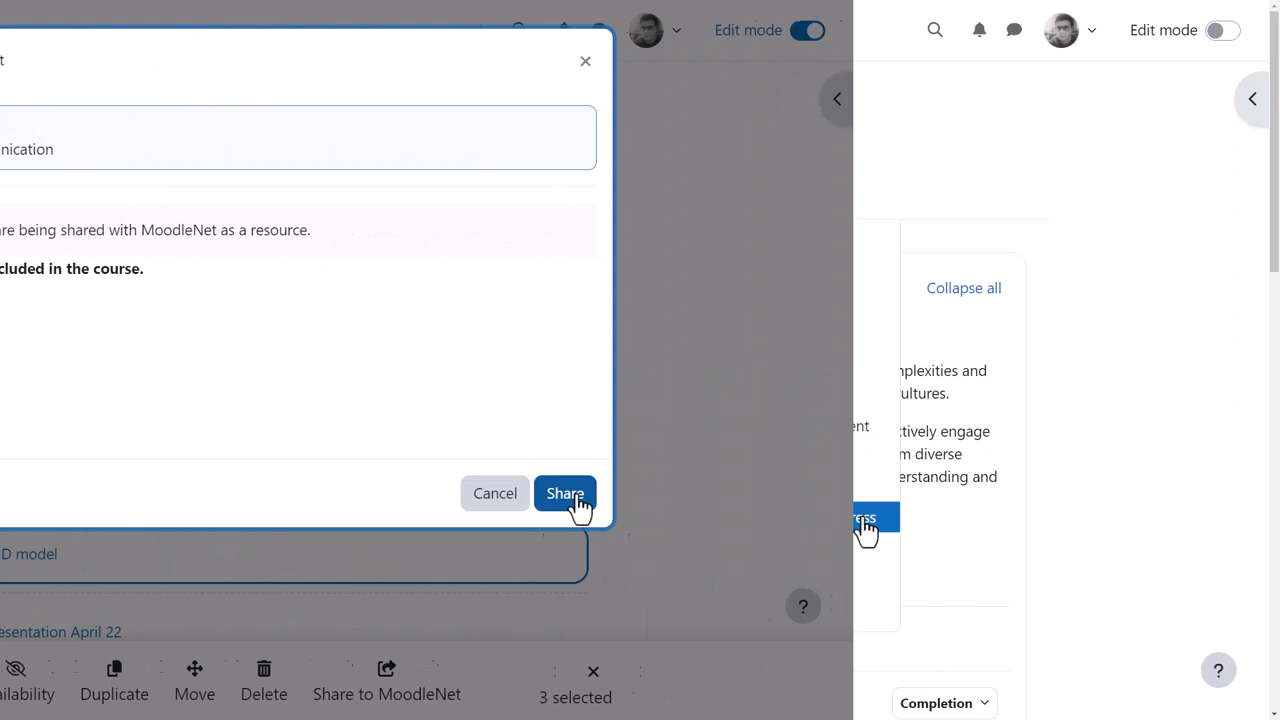 Edit mode
t
nication
re being shared with MoodleNet as a resource.
cluded in the course.
Cancel
Share
D model
esentation April 22
?
ailability
Duplicate
Move
Delete
Share to MoodleNet
3 selected
Edit mode
Collapse all
nplexities and
ultures.
ent
ctively engage
m diverse
erstanding and
ress
?
Completion